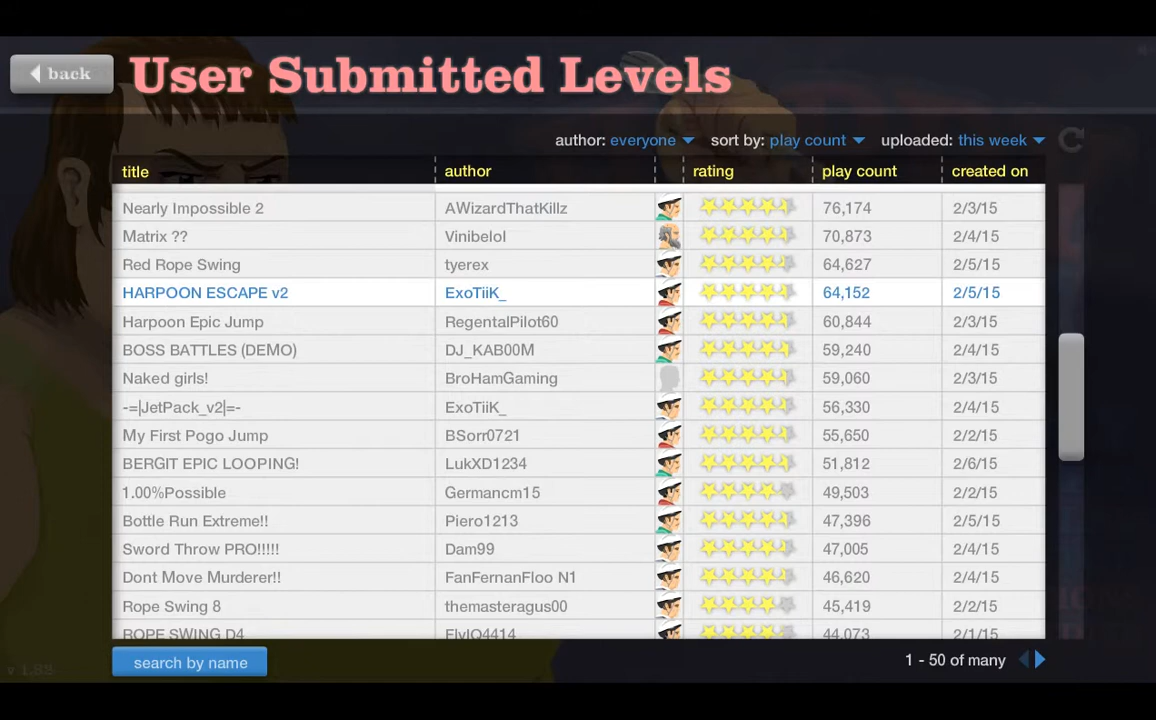 back
User Submitted Levels
author: everyone sort by: play count uploaded: this week
title author rating play count created on
Nearly Impossible 2 AWizardThatKillz 76,174 2/3/15
Matrix ?? Vinibelol 70,873 2/4/15
Red Rope Swing tyerex 64,627 2/5/15
HARPOON ESCAPE v2 ExoTiiK_ 64,152 2/5/15
Harpoon Epic Jump RegentalPilot60 60,844 2/3/15
BOSS BATTLES (DEMO) DJ_KAB00M 59,240 2/4/15
Naked girls! BroHamGaming 59,060 2/3/15
-=|JetPack_v2|=- ExoTiiK_ 56,330 2/4/15
My First Pogo Jump BSorr0721 55,650 2/2/15
BERGIT EPIC LOOPING! LukXD1234 51,812 2/6/15
1.00%Possible Germancm15 49,503 2/2/15
Bottle Run Extreme!! Piero1213 47,396 2/5/15
Sword Throw PRO!!!!! Dam99 47,005 2/4/15
Dont Move Murderer!! FanFernanFloo N1 46,620 2/4/15
Rope Swing 8 themasteragus00 45,419 2/2/15
ROPE SWING D4 44,073 2/1/15
search by name 1 - 50 of many